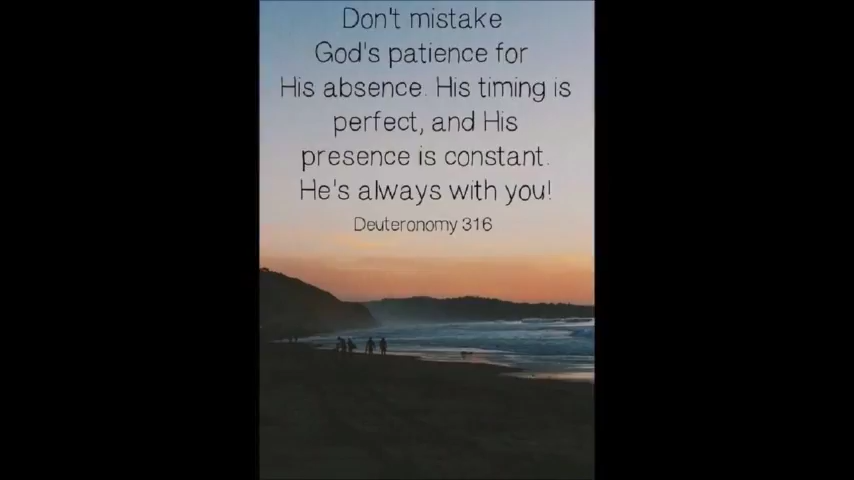 Don't mistake
God's patience for
His absence. His timing is
perfect, and His
presence is constant.
He's always with you!
Deuteronomy 316